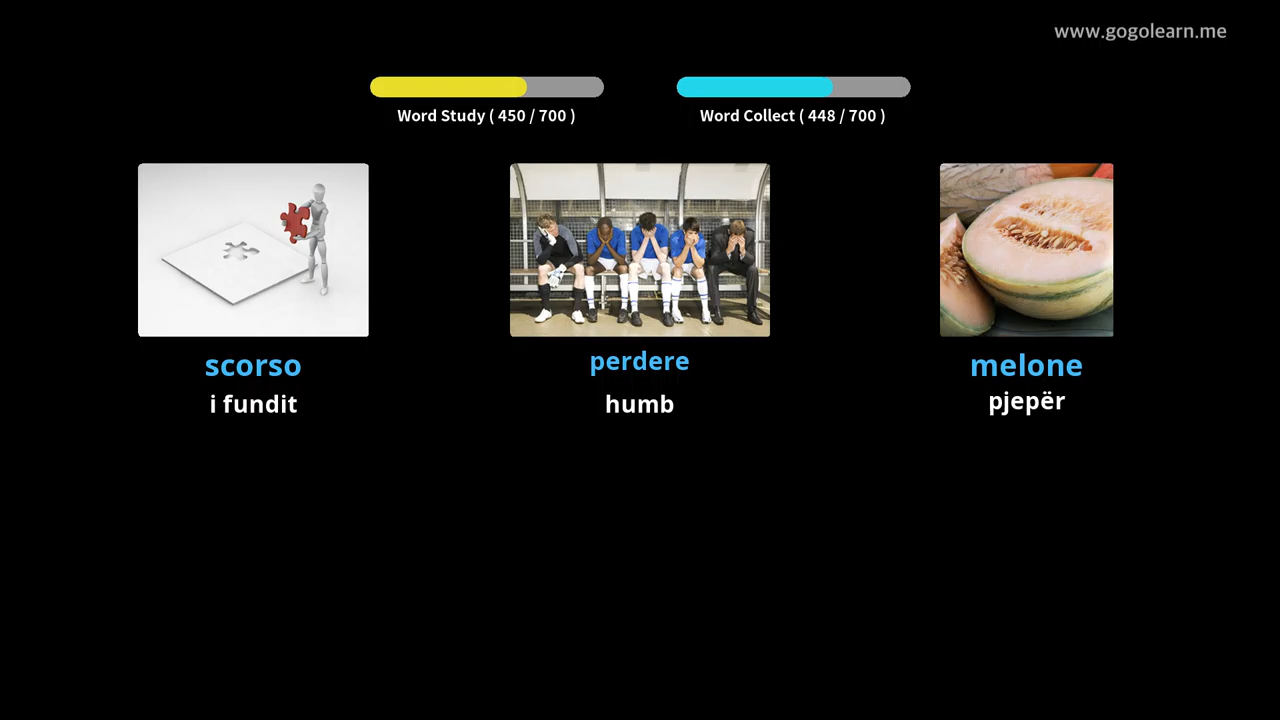 www.gogolearn.me
Word Study ( 450 / 700 )
Word Collect ( 448 / 700 )
scorso
perdere
melone
i fundit
humb
pjepër